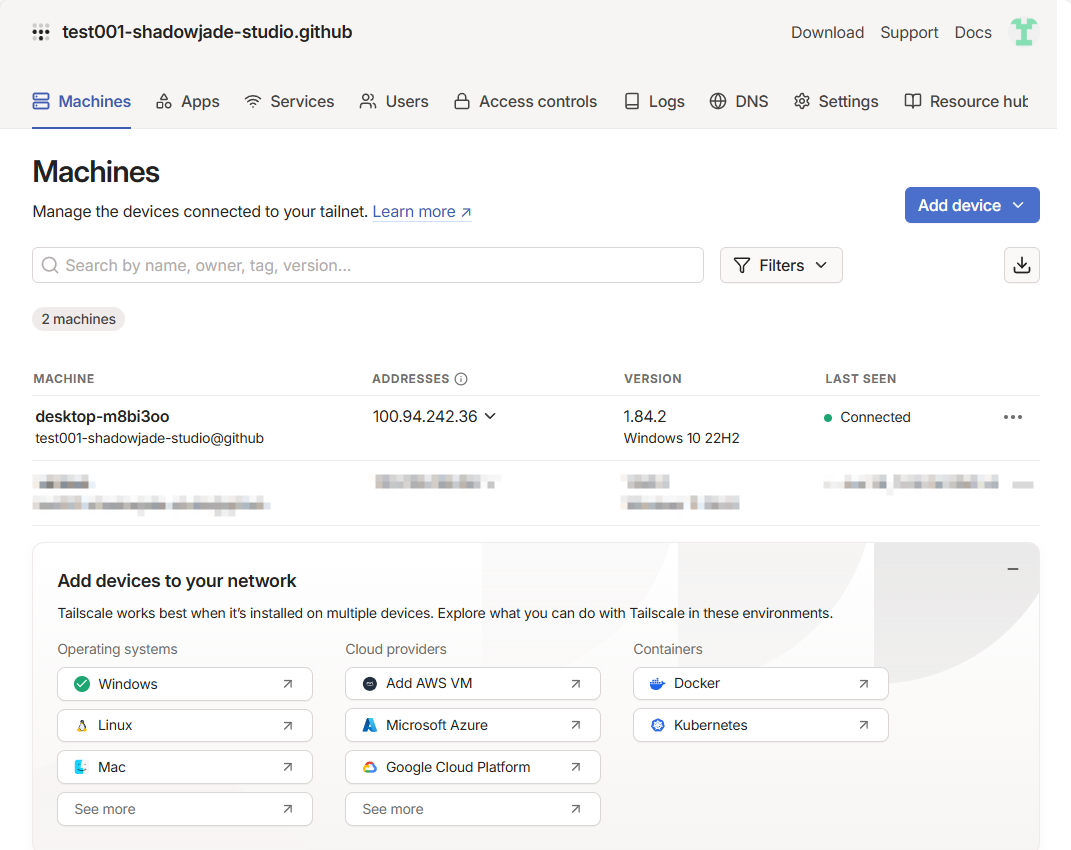 test001-shadowjade-studio.github
Download Support Docs
Machines Apps Services Users Access controls Logs DNS Settings Resource hub
Machines
Manage the devices connected to your tailnet. Learn more ↗
Add device
Search by name, owner, tag, version...
Filters
2 machines
MACHINE ADDRESSES VERSION LAST SEEN
desktop-m8bi3oo 100.94.242.36 1.84.2 Connected
test001-shadowjade-studio@github Windows 10 22H2
Add devices to your network
Tailscale works best when it's installed on multiple devices. Explore what you can do with Tailscale in these environments.
Operating systems Cloud providers Containers
Windows Add AWS VM Docker
Linux Microsoft Azure Kubernetes
Mac Google Cloud Platform
See more See more